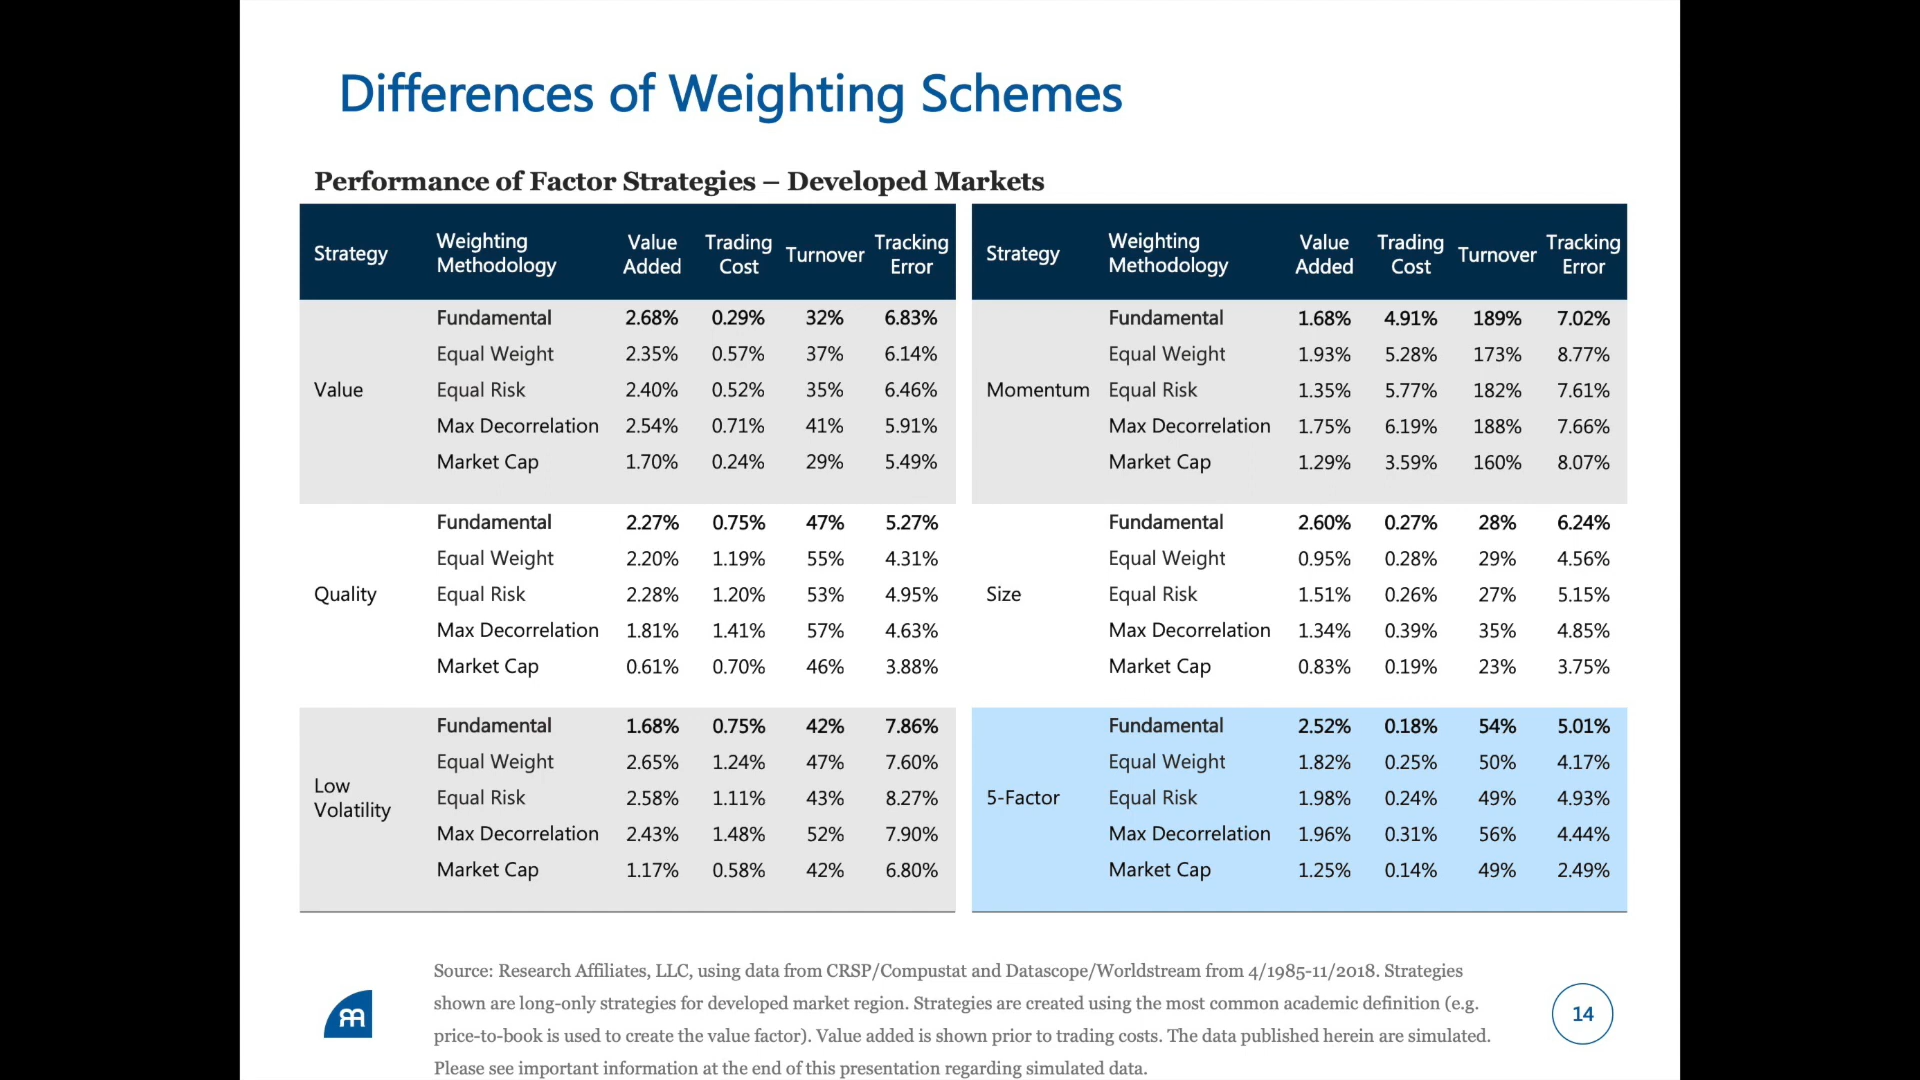 Differences of Weighting Schemes
Performance of Factor Strategies – Developed Markets
Strategy Weighting Methodology Value Added Trading Cost Turnover Tracking Error
Value
Fundamental 2.68% 0.29% 32% 6.83%
Equal Weight 2.35% 0.57% 37% 6.14%
Equal Risk 2.40% 0.52% 35% 6.46%
Max Decorrelation 2.54% 0.71% 41% 5.91%
Market Cap 1.70% 0.24% 29% 5.49%
Quality
Fundamental 2.27% 0.75% 47% 5.27%
Equal Weight 2.20% 1.19% 55% 4.31%
Equal Risk 2.28% 1.20% 53% 4.95%
Max Decorrelation 1.81% 1.41% 57% 4.63%
Market Cap 0.61% 0.70% 46% 3.88%
Low Volatility
Fundamental 1.68% 0.75% 42% 7.86%
Equal Weight 2.65% 1.24% 47% 7.60%
Equal Risk 2.58% 1.11% 43% 8.27%
Max Decorrelation 2.43% 1.48% 52% 7.90%
Market Cap 1.17% 0.58% 42% 6.80%
Strategy Weighting Methodology Value Added Trading Cost Turnover Tracking Error
Momentum
Fundamental 1.68% 4.91% 189% 7.02%
Equal Weight 1.93% 5.28% 173% 8.77%
Equal Risk 1.35% 5.77% 182% 7.61%
Max Decorrelation 1.75% 6.19% 188% 7.66%
Market Cap 1.29% 3.59% 160% 8.07%
Size
Fundamental 2.60% 0.27% 28% 6.24%
Equal Weight 0.95% 0.28% 29% 4.56%
Equal Risk 1.51% 0.26% 27% 5.15%
Max Decorrelation 1.34% 0.39% 35% 4.85%
Market Cap 0.83% 0.19% 23% 3.75%
5-Factor
Fundamental 2.52% 0.18% 54% 5.01%
Equal Weight 1.82% 0.25% 50% 4.17%
Equal Risk 1.98% 0.24% 49% 4.93%
Max Decorrelation 1.96% 0.31% 56% 4.44%
Market Cap 1.25% 0.14% 49% 2.49%
Source: Research Affiliates, LLC, using data from CRSP/Compustat and Datascope/Worldstream from 4/1985-11/2018. Strategies
shown are long-only strategies for developed market region. Strategies are created using the most common academic definition (e.g.
price-to-book is used to create the value factor). Value added is shown prior to trading costs. The data published herein are simulated.
Please see important information at the end of this presentation regarding simulated data.
14